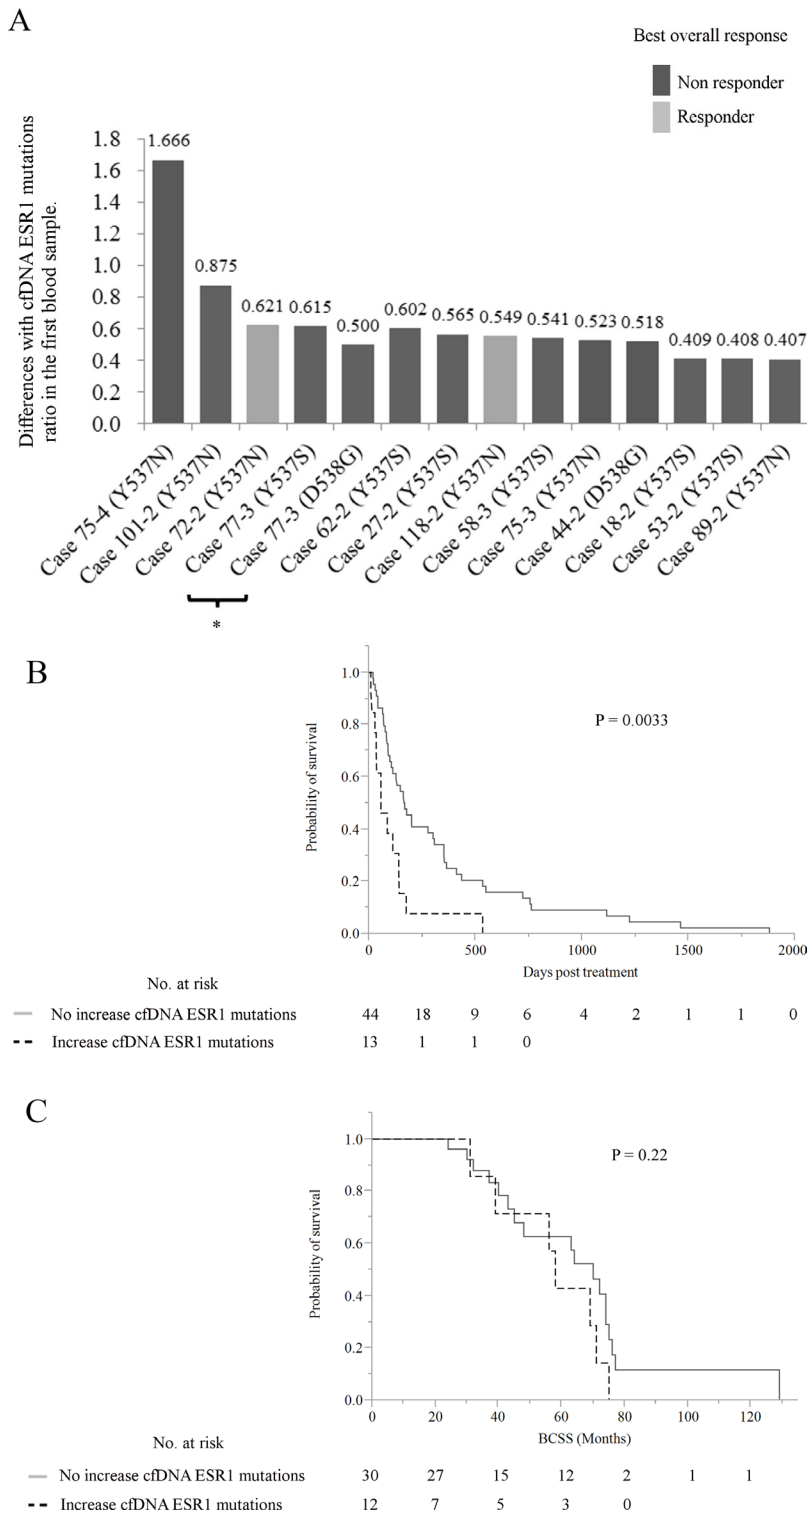 A
Best overall response
Non responder
Responder
Differences with cfDNA ESR1 mutations
ratio in the first blood sample.
1.8
1.6
1.4
1.2
1.0
0.8
0.6
0.4
0.2
0.0
1.666
0.875
0.621
0.615
0.500
0.602
0.565
0.549
0.541
0.523
0.518
0.409
0.408
0.407
Case 75-4 (Y537N)
Case 101-2 (Y537N)
Case 72-2 (Y537N)
Case 77-3 (Y537S)
Case 77-3 (D538G)
Case 62-2 (Y537S)
Case 27-2 (Y537S)
Case 118-2 (Y537N)
Case 58-3 (Y537S)
Case 75-3 (Y537N)
Case 44-2 (D538G)
Case 18-2 (Y537S)
Case 53-2 (Y537S)
Case 89-2 (Y537N)
*
B
Probability of survival
1.0
0.8
0.6
0.4
0.2
0.0
P = 0.0033
0 500 1000 1500 2000
Days post treatment
No. at risk
No increase cfDNA ESR1 mutations 44 18 9 6 4 2 1 1 0
Increase cfDNA ESR1 mutations 13 1 1 0
C
Probability of survival
1.0
0.8
0.6
0.4
0.2
0.0
P = 0.22
0 20 40 60 80 100 120
BCSS (Months)
No. at risk
No increase cfDNA ESR1 mutations 30 27 15 12 2 1 1
Increase cfDNA ESR1 mutations 12 7 5 3 0